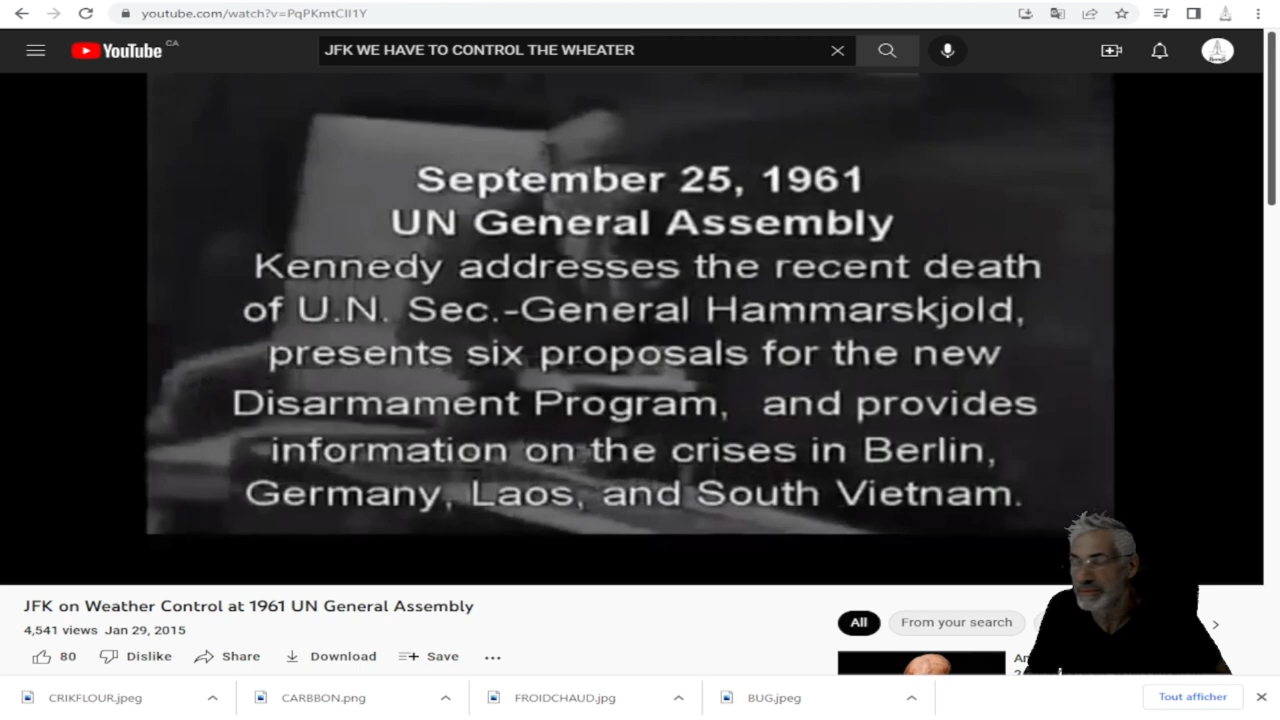 youtube.com/watch?v=PqPKmtCII1Y
YouTube CA
JFK WE HAVE TO CONTROL THE WHEATER
September 25, 1961
UN General Assembly
Kennedy addresses the recent death
of U.N. Sec.-General Hammarskjold,
presents six proposals for the new
Disarmament Program, and provides
information on the crises in Berlin,
Germany, Laos, and South Vietnam.
JFK on Weather Control at 1961 UN General Assembly
4,541 views Jan 29, 2015
80 Dislike Share Download Save
All From your search
CRIKFLOUR.jpeg CARBBON.png FROIDCHAUD.jpg BUG.jpeg Tout afficher